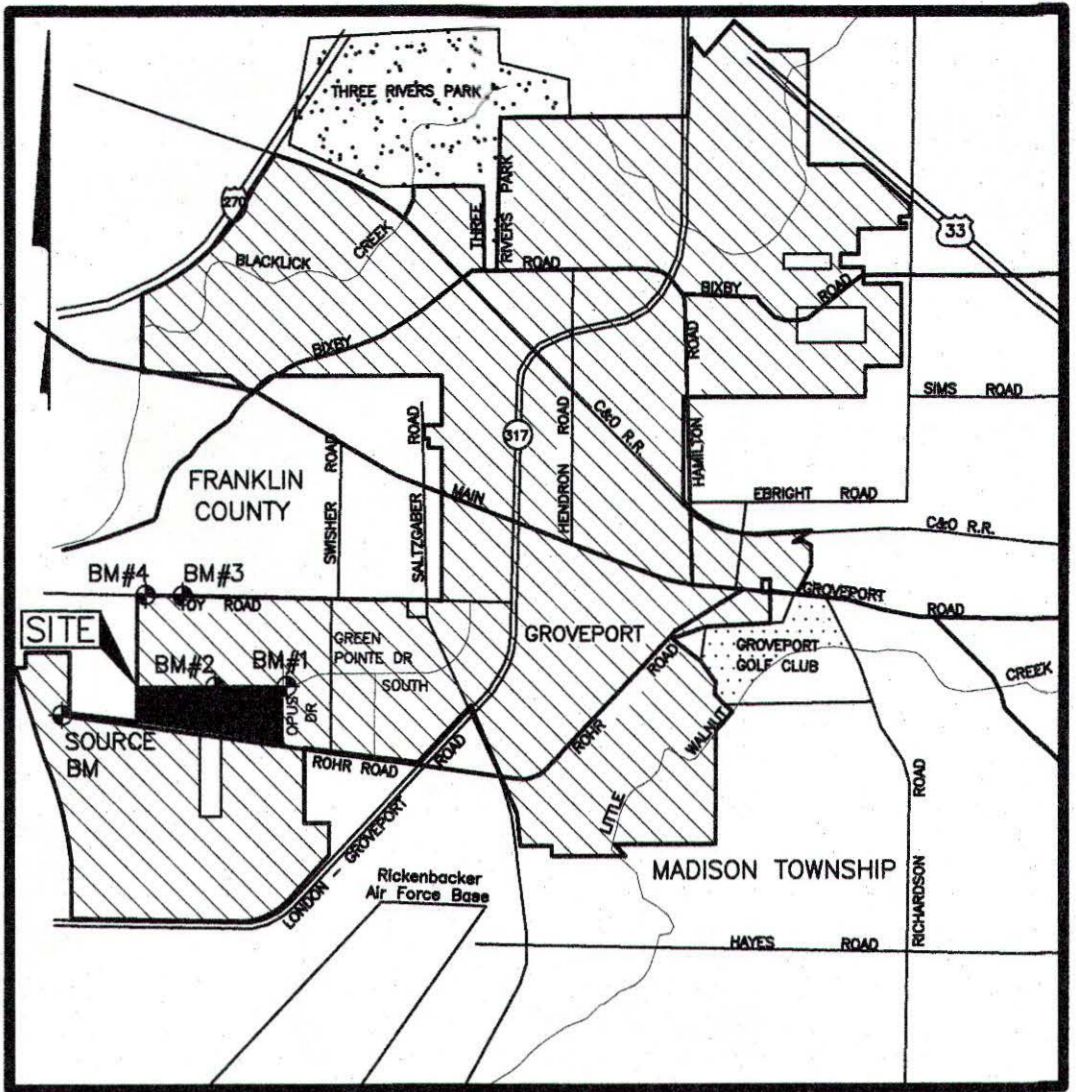 THREE RIVERS PARK
270
BLACKLICK
CREEK
THREE
RIVERS PARK
ROAD
33
BIXBY
ROAD
BIXBY
ROAD
SIMS ROAD
317
HENDRON ROAD
C&O R.R.
HAMILTON
FRANKLIN
COUNTY
SWISHER ROAD
SALTZGABER ROAD
MAIN
EBRIGHT ROAD
C&O R.R.
BM#4
BM#3
TOY ROAD
GROVEPORT
ROAD
SITE
GREEN
POINTE DR
SOUTH
GROVEPORT
GROVEPORT
GOLF CLUB
CREEK
BM#2
BM#1
OPUS
DR
SOURCE
BM
ROHR ROAD
ROAD
ROHR
ROAD
WALNUT
LITTLE
LONDON - GROVEPORT
MADISON TOWNSHIP
RICHARDSON
ROAD
Rickenbacker
Air Force Base
HAYES ROAD